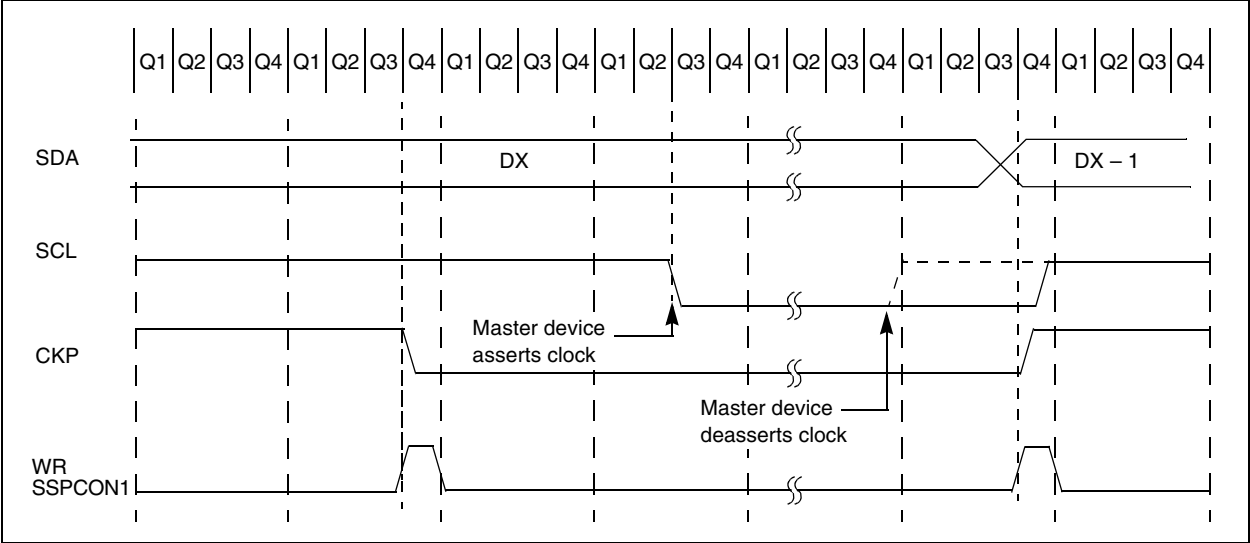 Q1 Q2 Q3 Q4 Q1 Q2 Q3 Q4 Q1 Q2 Q3 Q4 Q1 Q2 Q3 Q4 Q1 Q2 Q3 Q4 Q1 Q2 Q3 Q4 Q1 Q2 Q3 Q4
SDA
DX
DX – 1
SCL
Master device
asserts clock
CKP
Master device
deasserts clock
WR
SSPCON1